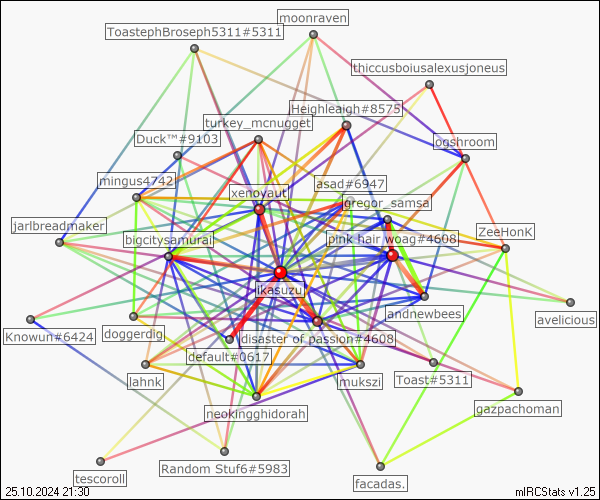 moonraven
ToastephBroseph5311#5311
thiccusboiusalexusjoneus
Heighleaigh#8575
turkey_mcnugget
Duck™#9103
ogshroom
mingus4742
asad#6947
xenovaut
gregor_samsa
jarlbreadmaker
ZeeHonK
bigcitysamurai
pink hair woag#4608
ikasuzu
andnewbees
avelicious
Knowun#6424
doggerdig
disaster of passion#4608
default#0617
Jahnk
mukszi
Toast#5311
neokingghidorah
gazpachoman
Random Stuf6#5983
tescoroll
facadas.
25.10.2024 21:30
mIRCStats v1.25